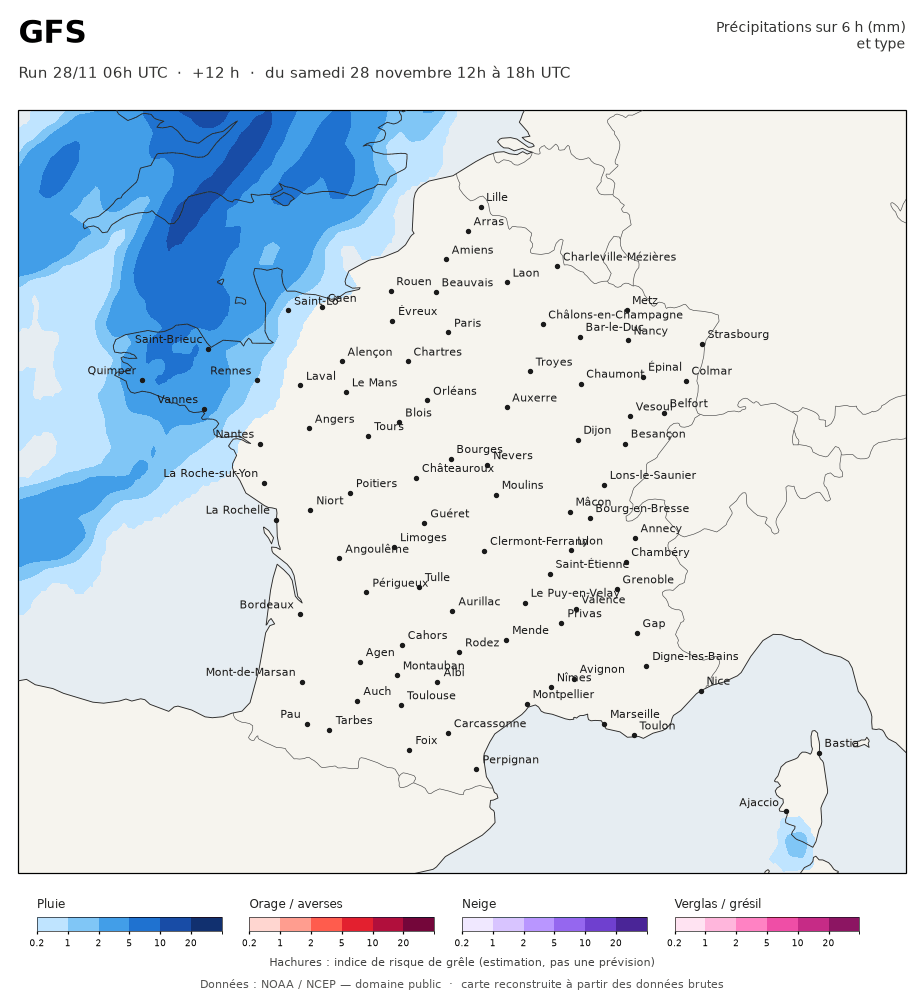 GFS
Précipitations sur 6 h (mm)
et type
Run 28/11 06h UTC · +12 h · du samedi 28 novembre 12h à 18h UTC
Lille
Arras
Amiens
Charleville-Mézières
Laon
Rouen
Beauvais
Saint-Lô
Caen
Metz
Évreux
Châlons-en-Champagne
Paris
Bar-le-Duc
Nancy
Strasbourg
Saint-Brieuc
Alençon
Chartres
Troyes
Quimper
Rennes
Laval
Le Mans
Chaumont
Épinal
Colmar
Orléans
Vannes
Auxerre
Vesoul
Belfort
Angers
Blois
Tours
Nantes
Dijon
Besançon
Bourges
Nevers
La Roche-sur-Yon
Châteauroux
Lons-le-Saunier
Poitiers
Moulins
La Rochelle
Niort
Guéret
Mâcon
Bourg-en-Bresse
Annecy
Limoges
Angoulême
Clermont-Ferrand
Lyon
Chambéry
Saint-Étienne
Périgueux
Tulle
Grenoble
Bordeaux
Aurillac
Le Puy-en-Velay
Valence
Privas
Cahors
Rodez
Mende
Gap
Agen
Digne-les-Bains
Mont-de-Marsan
Montauban
Albi
Nîmes
Avignon
Nice
Auch
Toulouse
Montpellier
Pau
Tarbes
Carcassonne
Marseille
Toulon
Foix
Perpignan
Bastia
Ajaccio
Pluie
0.2 1 2 5 10 20
Orage / averses
0.2 1 2 5 10 20
Neige
0.2 1 2 5 10 20
Verglas / grésil
0.2 1 2 5 10 20
Hachures : indice de risque de grêle (estimation, pas une prévision)
Données : NOAA / NCEP — domaine public · carte reconstruite à partir des données brutes